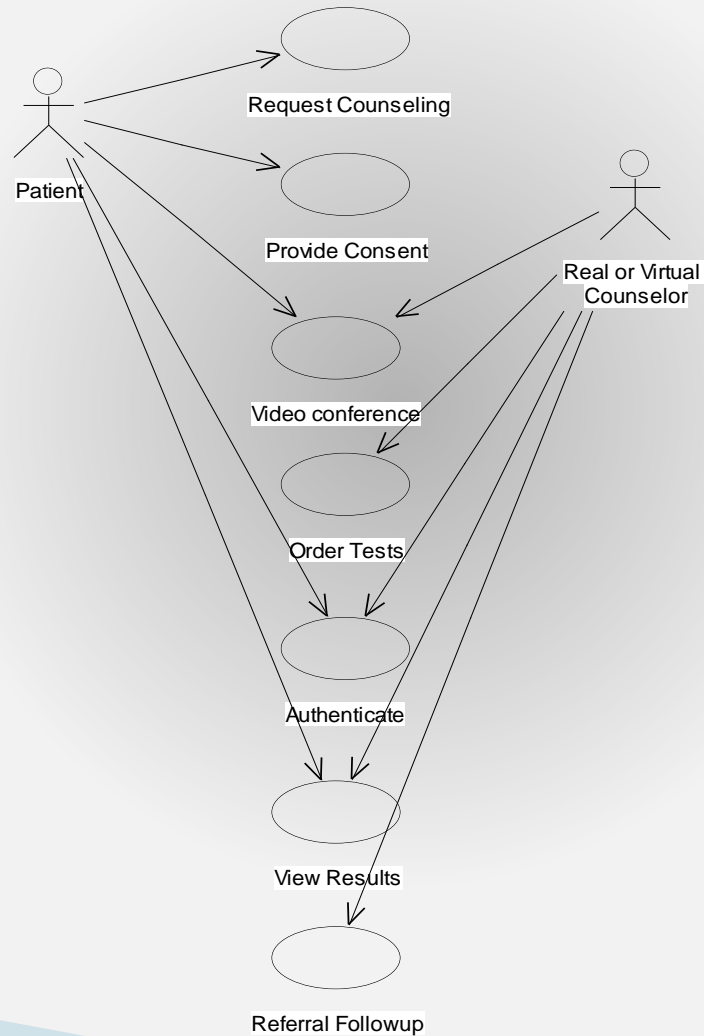 Request Counseling
Patient
Provide Consent
Real or Virtual
Counselor
Video conference
Order Tests
Authenticate
View Results
Referral Followup